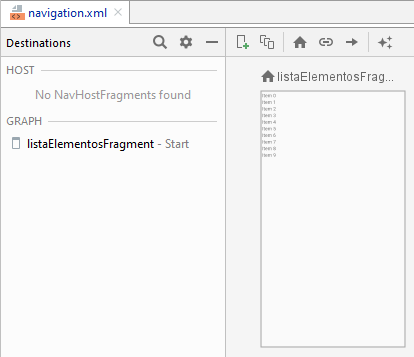 navigation.xml
Destinations
HOST
No NavHostFragments found
GRAPH
listaElementosFragment - Start
listaElementosFrag...
Item 0
Item 1
Item 2
Item 3
Item 4
Item 5
Item 6
Item 7
Item 8
Item 9